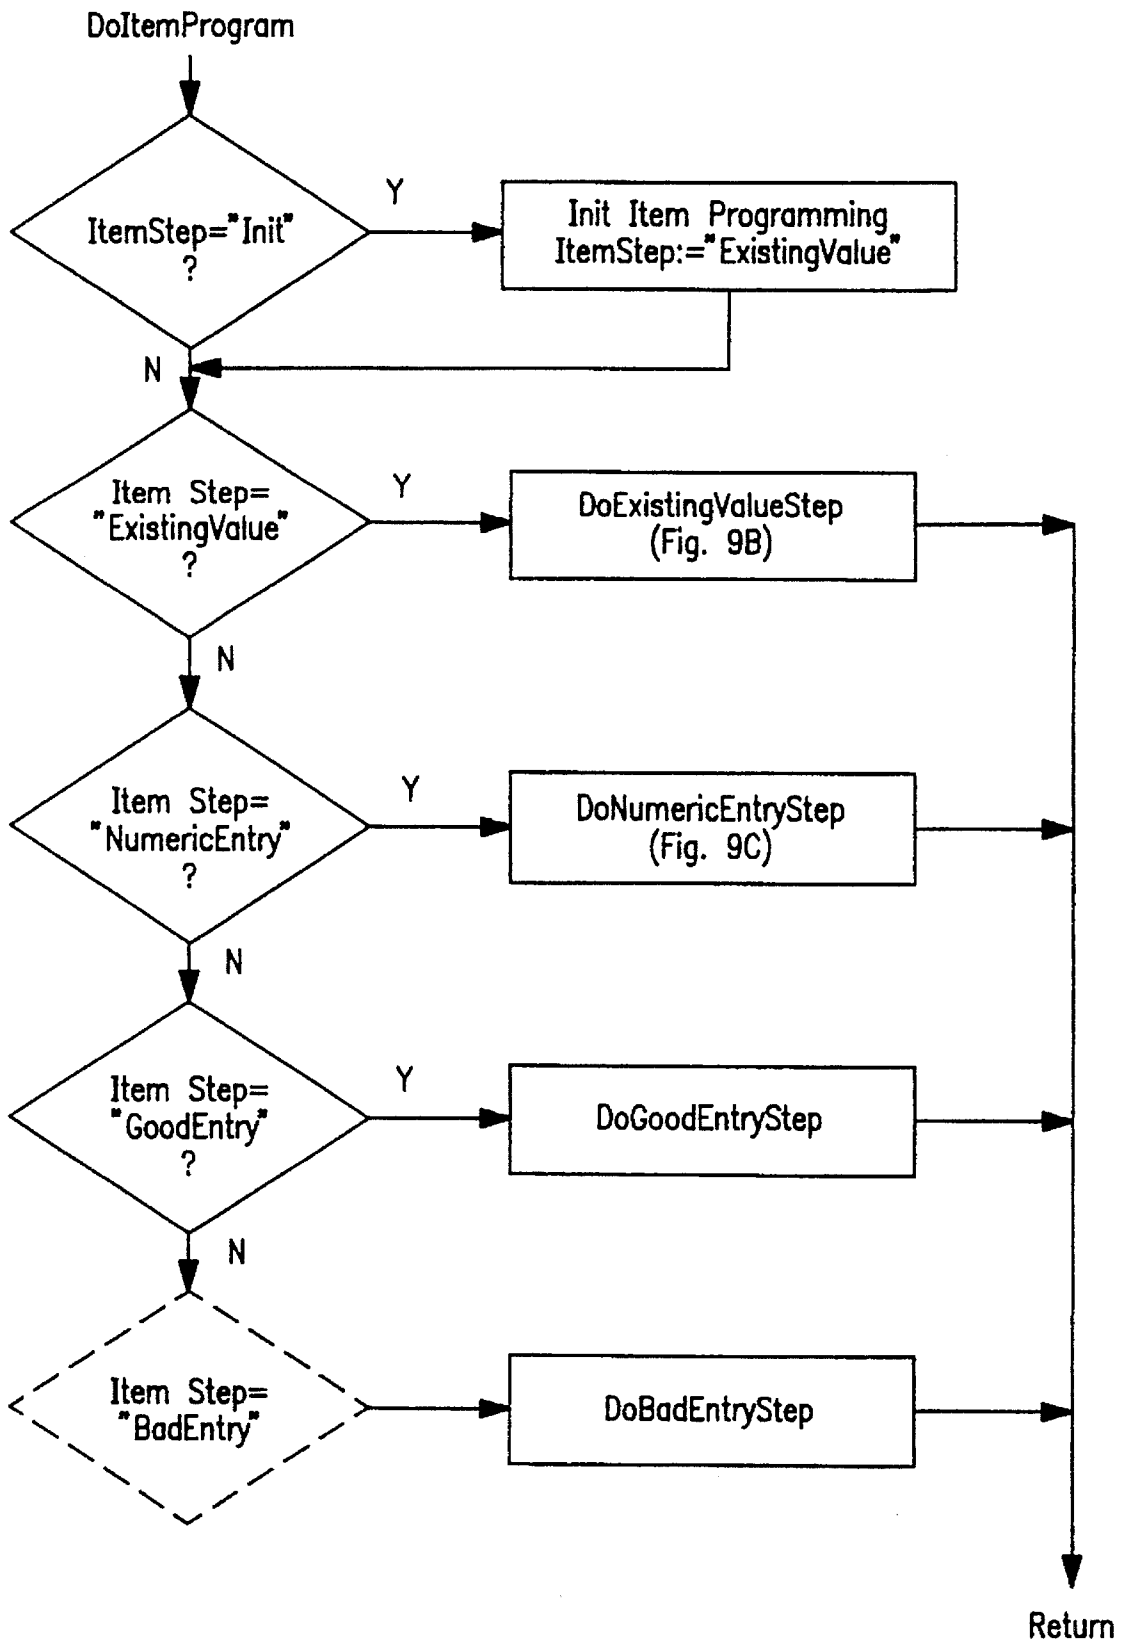 DoItemProgram
ItemStep="Init"
?
Y
Init Item Programming
ItemStep:="ExistingValue"
N
Item Step=
"ExistingValue"
?
Y
DoExistingValueStep
(Fig. 9B)
N
Item Step=
"NumericEntry"
?
Y
DoNumericEntryStep
(Fig. 9C)
N
Item Step=
"GoodEntry"
?
Y
DoGoodEntryStep
N
Item Step=
"BadEntry"
DoBadEntryStep
Return